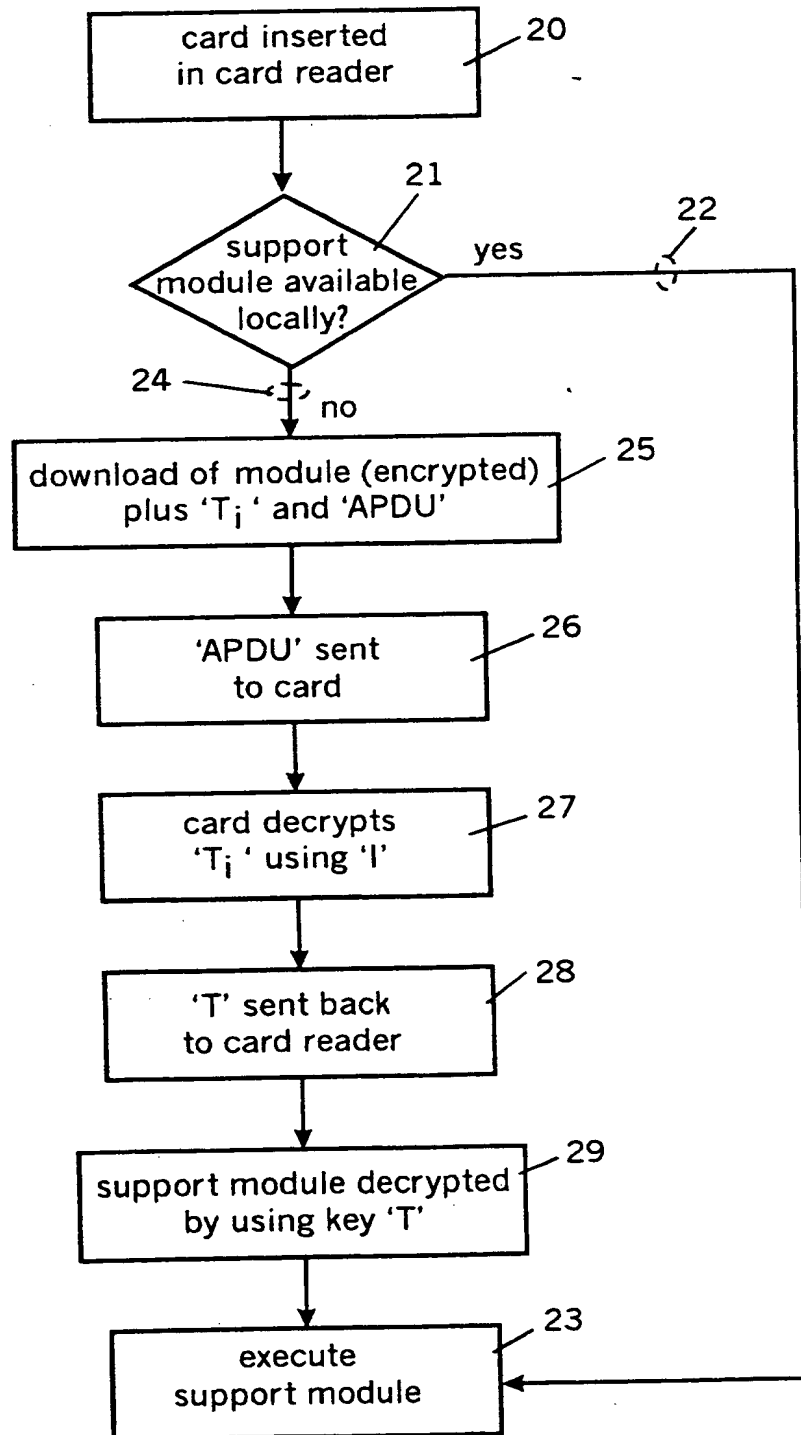 card inserted
in card reader
20
21
support
module available
locally?
yes
22
24
no
download of module (encrypted)
plus ‘Ti ‘ and ‘APDU’
25
‘APDU’ sent
to card
26
card decrypts
‘Ti ‘ using ‘I’
27
‘T’ sent back
to card reader
28
support module decrypted
by using key ‘T’
29
execute
support module
23